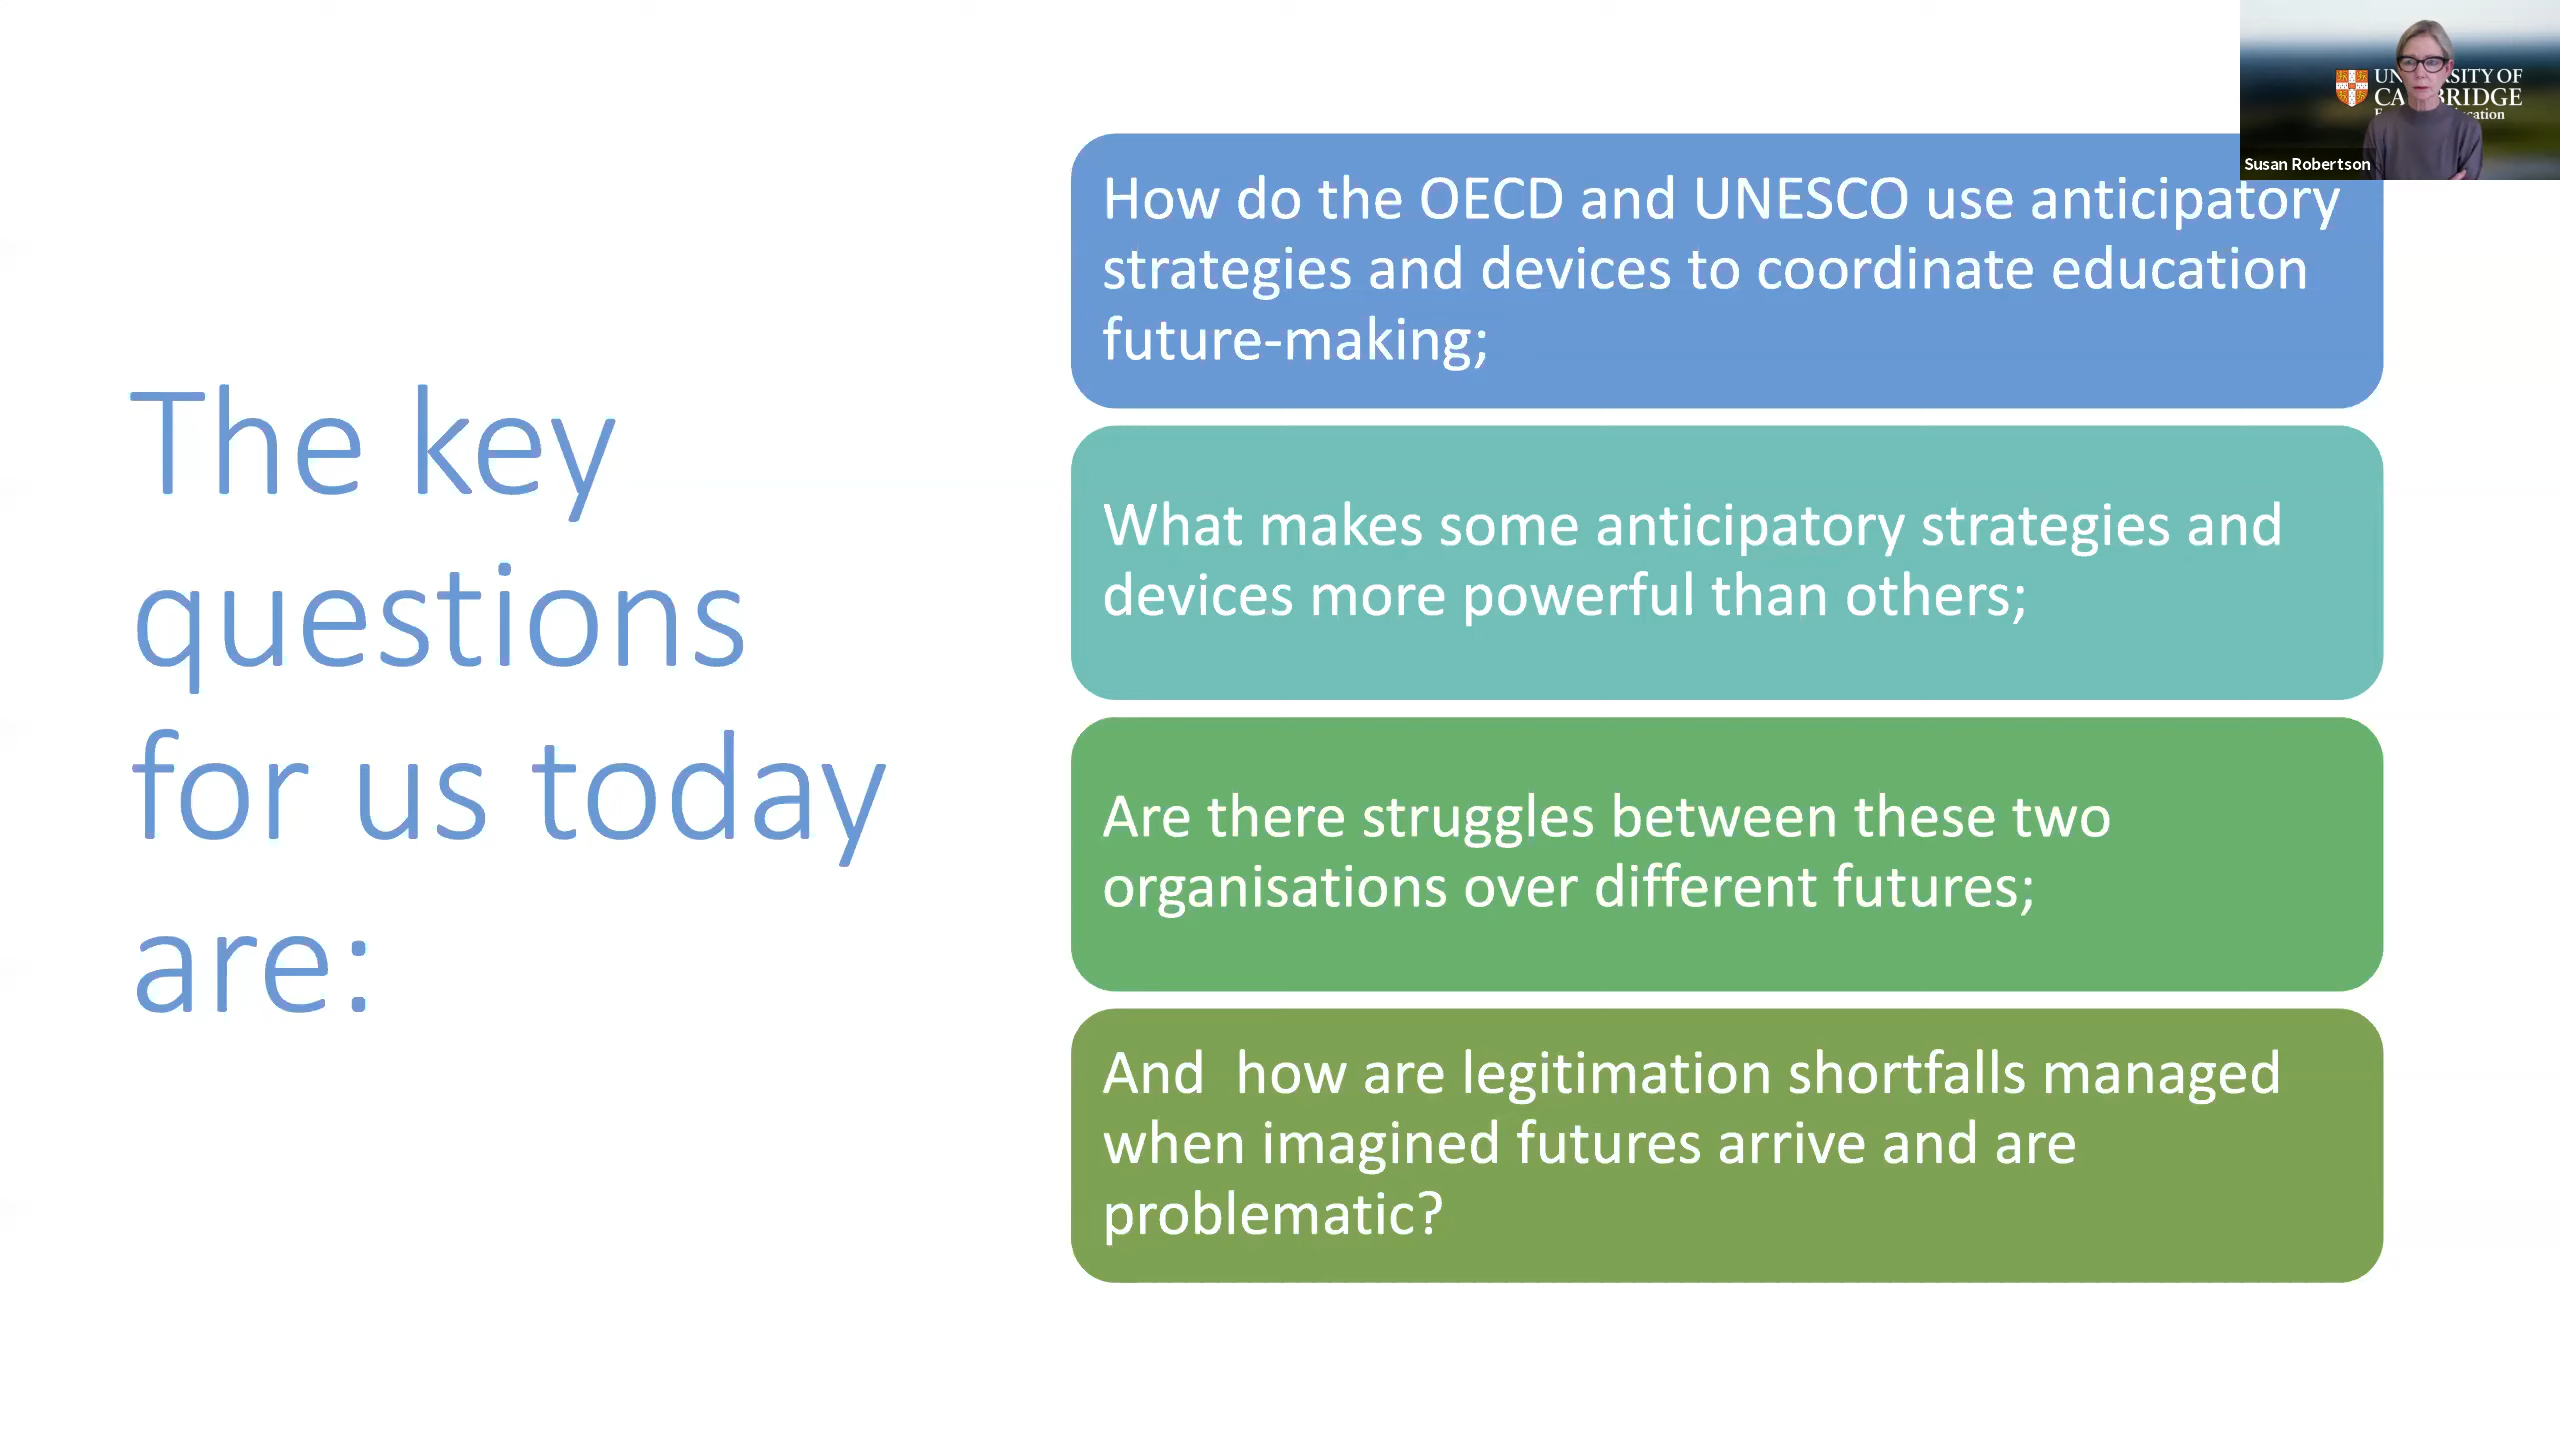 The key
questions
for us today
are:
How do the OECD and UNESCO use anticipatory
strategies and devices to coordinate education
future-making;
What makes some anticipatory strategies and
devices more powerful than others;
Are there struggles between these two
organisations over different futures;
And  how are legitimation shortfalls managed
when imagined futures arrive and are
problematic?
Susan Robertson